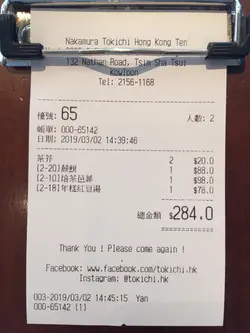 Nakamura Tokichi Hong Kong Ten
132 Nathan Road, Tsim Sha Tsui
Kowloon
Tel: 2156-1168
檯號: 65 人數: 2
帳單: 000-65142
日期: 2019/03/02 14:39:46
茶芥 2 $20.0
[2-20]蕨餅 1 $88.0
[2-10]焙茶芭菲 1 $98.0
[2-18]年糕紅豆湯 1 $78.0
總金額 $284.0
Thank You ! Please come again !
Facebook: www.facebook.com/tokichi.hk
Instagram: @tokichi.hk
003-2019/03/02 14:45:15 Yan
000-65142 [1]